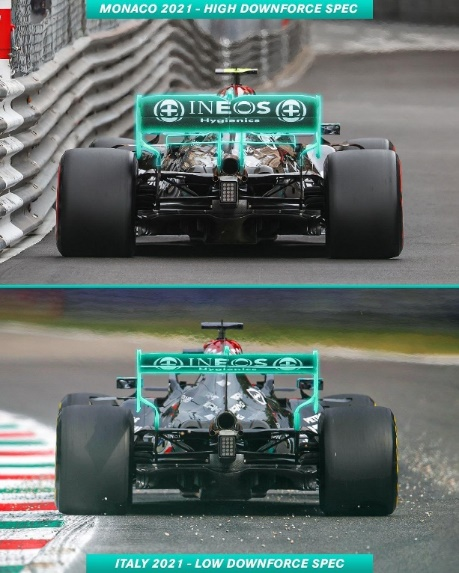 MONACO 2021 - HIGH DOWNFORCE SPEC
INEOS
Hygienics
INEOS
Hygienics
ITALY 2021 - LOW DOWNFORCE SPEC